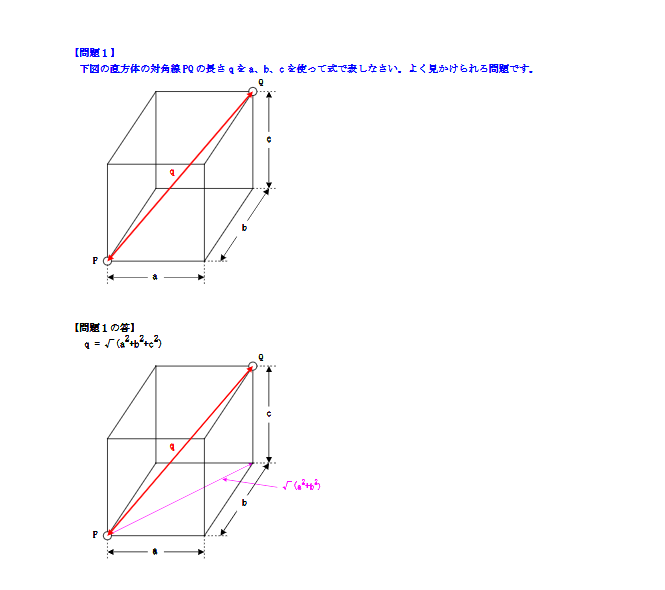 【問題１】
下図の直方体の対角線PQの長さqをa、b、cを使って式で表しなさい。よく見かけられる問題です。
Q
c
q
b
P
a
【問題１の答】
q = √(a²+b²+c²)
Q
c
q
√(a²+b²)
b
P
a